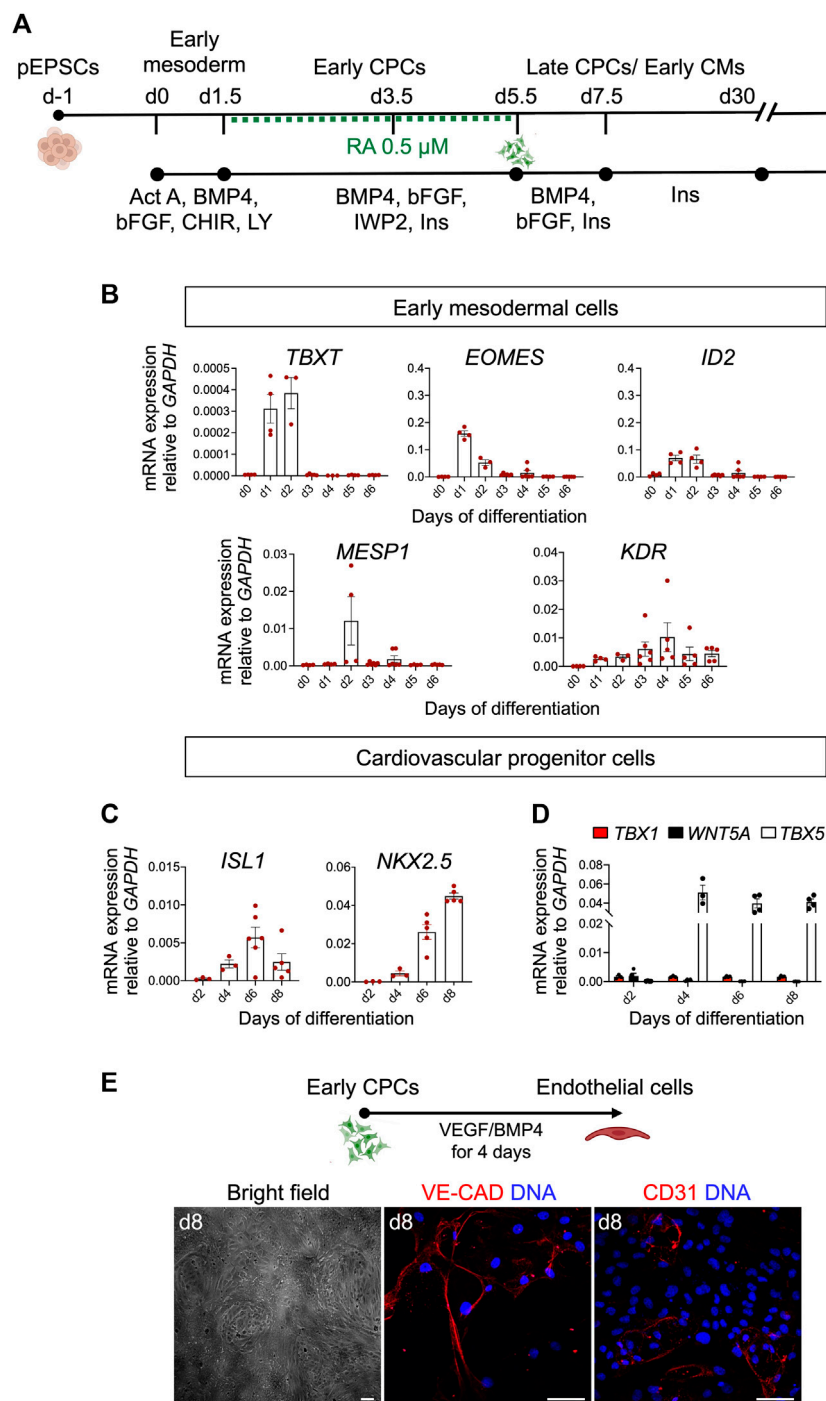 A
pEPSCs
Early
mesoderm
Early CPCs
Late CPCs/ Early CMs
d-1
d0
d1.5
d3.5
d5.5
d7.5
d30
RA 0.5 µM
Act A, BMP4,
bFGF, CHIR, LY
BMP4, bFGF,
IWP2, Ins
BMP4,
bFGF, Ins
Ins
B
Early mesodermal cells
mRNA expression
relative to GAPDH
TBXT
0.0005
0.0004
0.0003
0.0002
0.0001
0.0000
d0 d1 d2 d3 d4 d5 d6
EOMES
0.4
0.3
0.2
0.1
0.0
d0 d1 d2 d3 d4 d5 d6
ID2
0.4
0.3
0.2
0.1
0.0
d0 d1 d2 d3 d4 d5 d6
Days of differentiation
mRNA expression
relative to GAPDH
MESP1
0.03
0.02
0.01
0.00
d0 d1 d2 d3 d4 d5 d6
KDR
0.04
0.03
0.02
0.01
0.00
d0 d1 d2 d3 d4 d5 d6
Days of differentiation
Cardiovascular progenitor cells
C
mRNA expression
relative to GAPDH
ISL1
0.015
0.010
0.005
0.000
d2 d4 d6 d8
NKX2.5
0.06
0.04
0.02
0.00
d2 d4 d6 d8
Days of differentiation
D
TBX1 WNT5A TBX5
mRNA expression
relative to GAPDH
0.08
0.06
0.04
0.02
0.01
0.00
d2 d4 d6 d8
Days of differentiation
E
Early CPCs
Endothelial cells
VEGF/BMP4
for 4 days
Bright field
VE-CAD DNA
CD31 DNA
d8
d8
d8